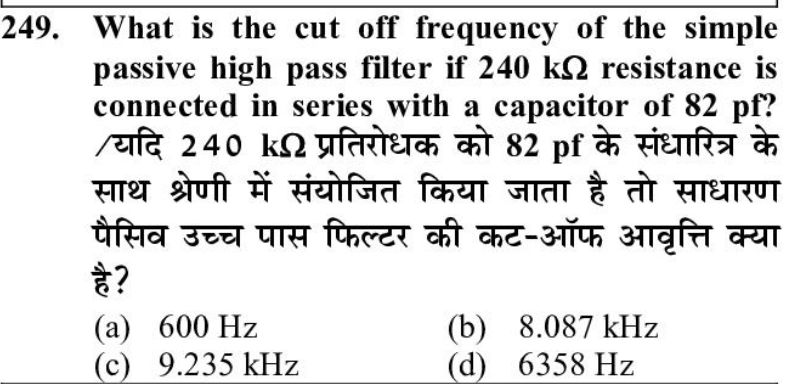 249. What is the cut off frequency of the simple
passive high pass filter if 240 kΩ resistance is
connected in series with a capacitor of 82 pf?
/यदि 240 kΩ प्रतिरोधक को 82 pf के संधारित्र के
साथ श्रेणी में संयोजित किया जाता है तो साधारण
पैसिव उच्च पास फिल्टर की कट-ऑफ आवृत्ति क्या
है?
(a) 600 Hz (b) 8.087 kHz
(c) 9.235 kHz (d) 6358 Hz